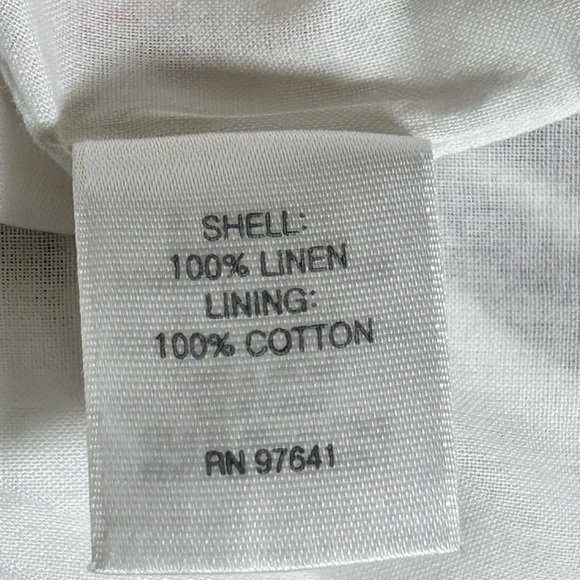 SHELL:
100% LINEN
LINING:
100% COTTON
RN 97641